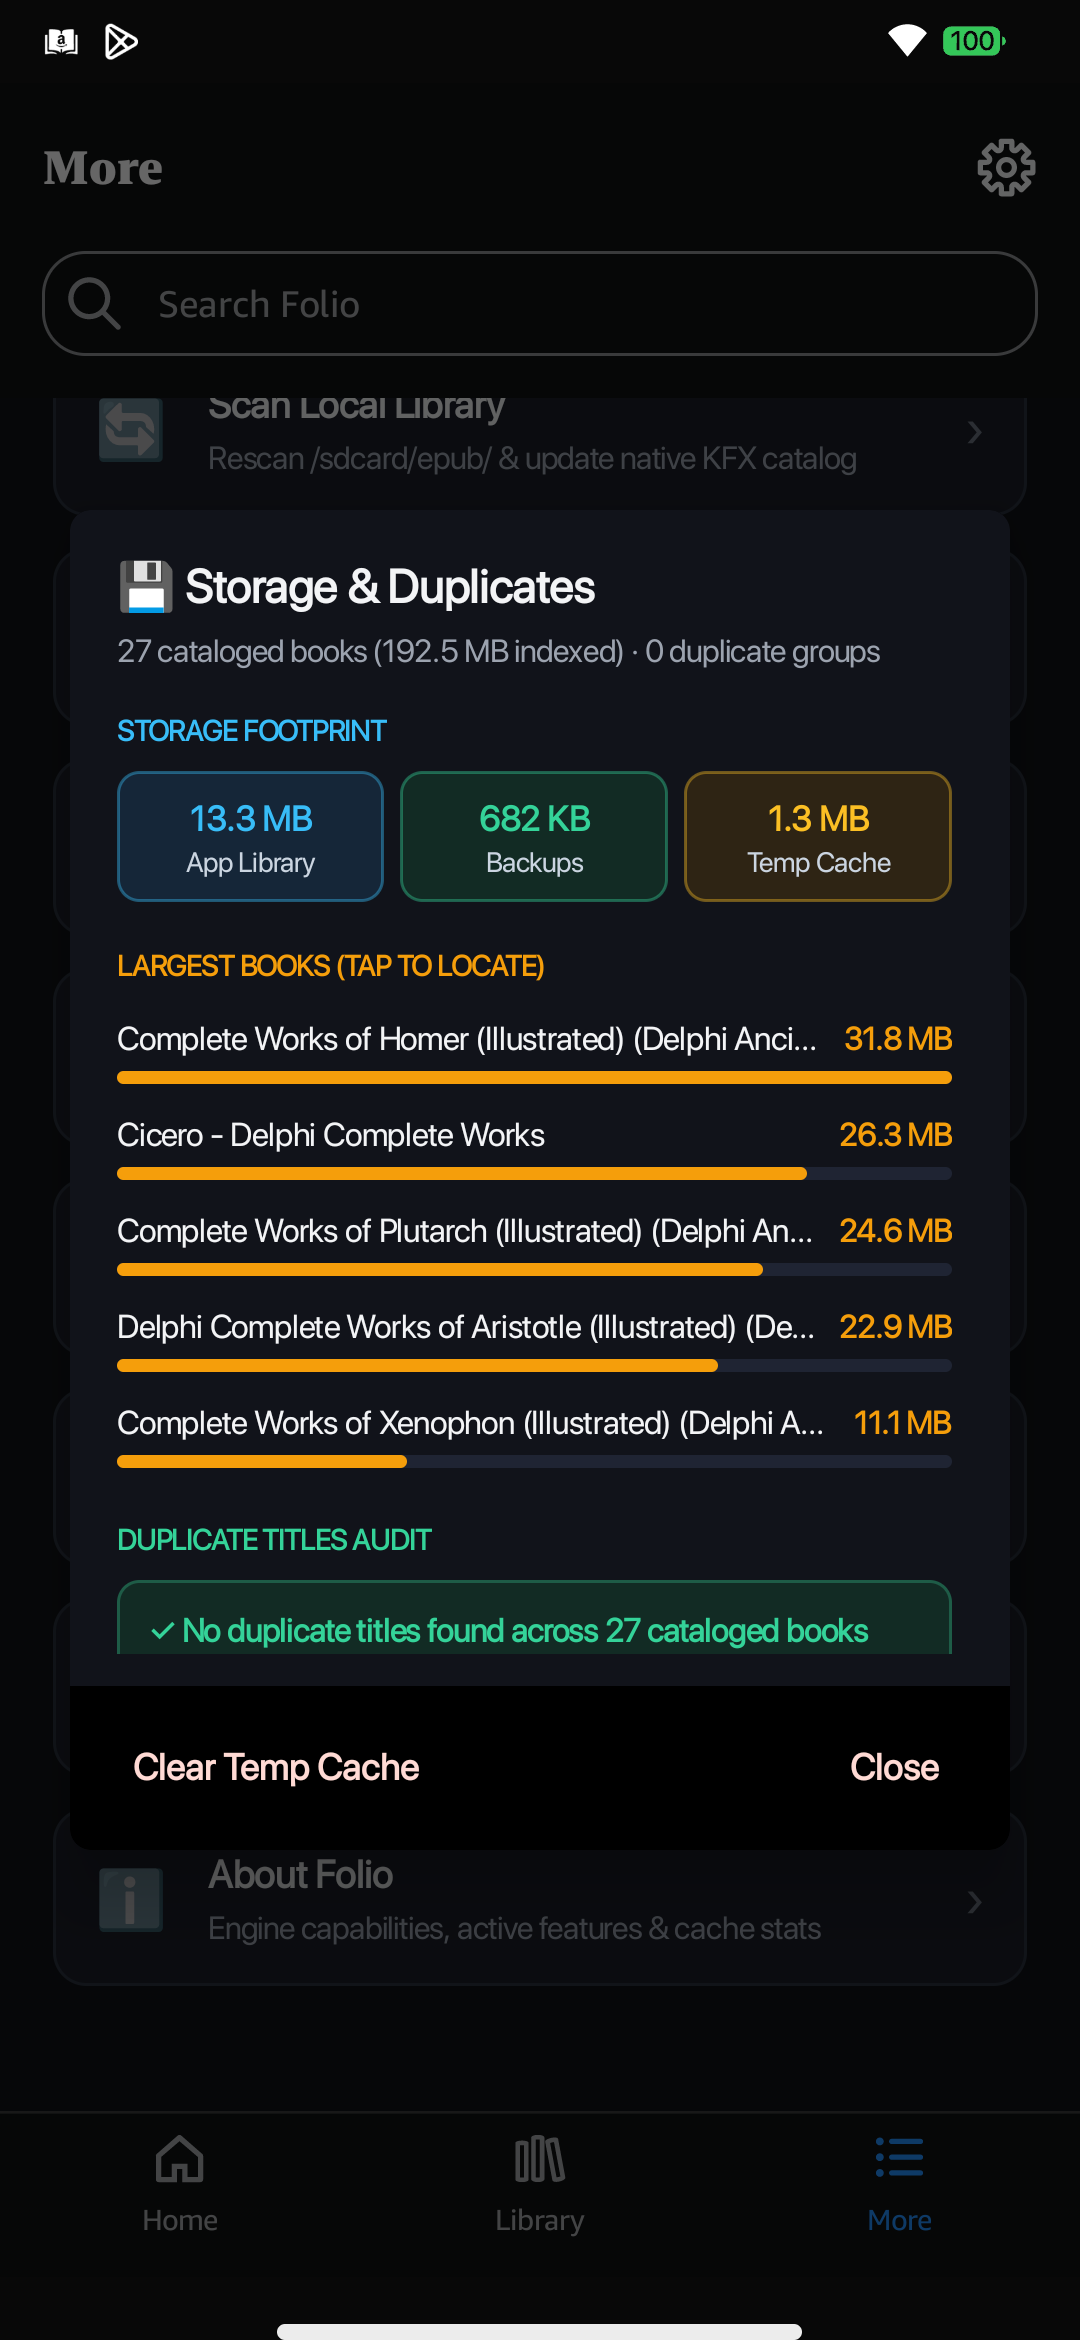 100
More
Search Folio
Scan Local Library
Rescan /sdcard/epub/ & update native KFX catalog
Storage & Duplicates
27 cataloged books (192.5 MB indexed) · 0 duplicate groups
STORAGE FOOTPRINT
13.3 MB
App Library
682 KB
Backups
1.3 MB
Temp Cache
LARGEST BOOKS (TAP TO LOCATE)
Complete Works of Homer (Illustrated) (Delphi Anci... 31.8 MB
Cicero - Delphi Complete Works 26.3 MB
Complete Works of Plutarch (Illustrated) (Delphi An... 24.6 MB
Delphi Complete Works of Aristotle (Illustrated) (De... 22.9 MB
Complete Works of Xenophon (Illustrated) (Delphi A... 11.1 MB
DUPLICATE TITLES AUDIT
✓ No duplicate titles found across 27 cataloged books
Clear Temp Cache
Close
About Folio
Engine capabilities, active features & cache stats
Home
Library
More